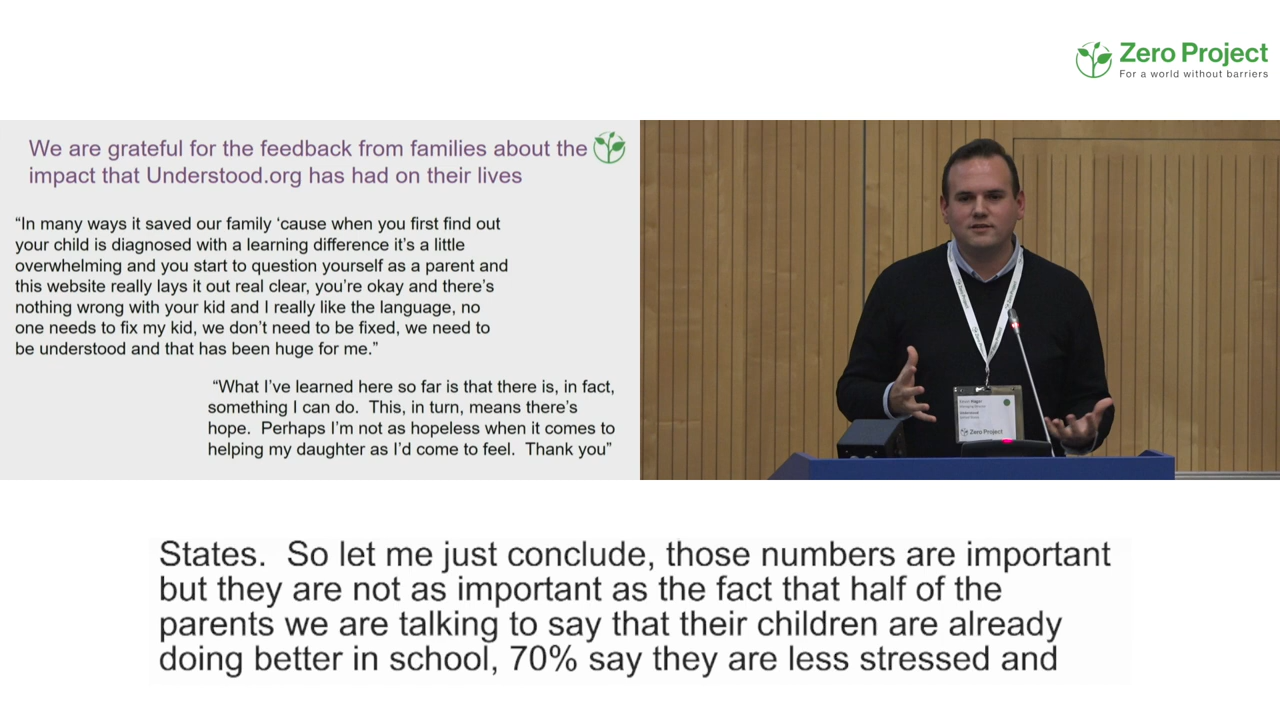 Zero Project
For a world without barriers
We are grateful for the feedback from families about the
impact that Understood.org has had on their lives
“In many ways it saved our family ‘cause when you first find out
your child is diagnosed with a learning difference it’s a little
overwhelming and you start to question yourself as a parent and
this website really lays it out real clear, you’re okay and there’s
nothing wrong with your kid and I really like the language, no
one needs to fix my kid, we don’t need to be fixed, we need to
be understood and that has been huge for me.”
“What I’ve learned here so far is that there is, in fact,
something I can do.  This, in turn, means there’s
hope.  Perhaps I’m not as hopeless when it comes to
helping my daughter as I’d come to feel.  Thank you”
Zero Project
States.  So let me just conclude, those numbers are important
but they are not as important as the fact that half of the
parents we are talking to say that their children are already
doing better in school, 70% say they are less stressed and